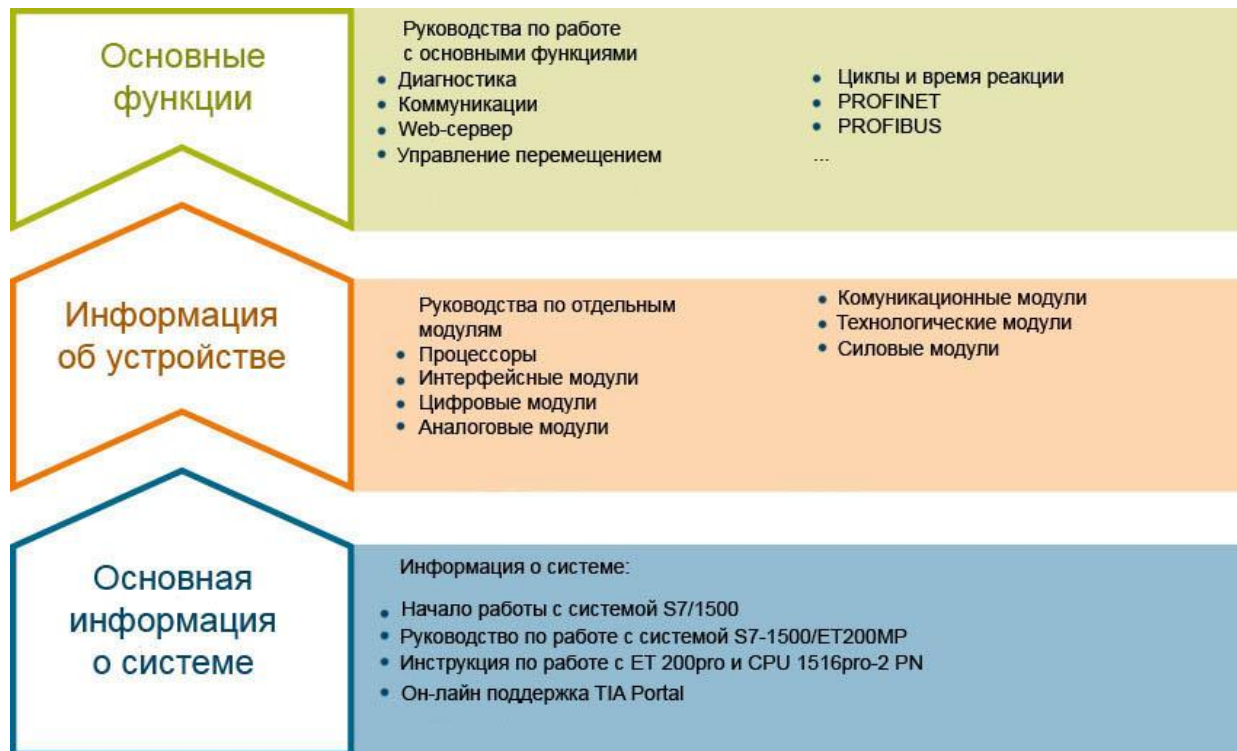 Основные
функции
Руководства по работе
с основными функциями
• Диагностика
• Коммуникации
• Web-сервер
• Управление перемещением
• Циклы и время реакции
• PROFINET
• PROFIBUS
...
Информация
об устройстве
Руководства по отдельным
модулям
• Процессоры
• Интерфейсные модули
• Цифровые модули
• Аналоговые модули
• Комуникационные модули
• Технологические модули
• Силовые модули
Основная
информация
о системе
Информация о системе:
• Начало работы с системой S7/1500
• Руководство по работе с системой S7-1500/ET200MP
• Инструкция по работе с ET 200pro и CPU 1516pro-2 PN
• Он-лайн поддержка TIA Portal